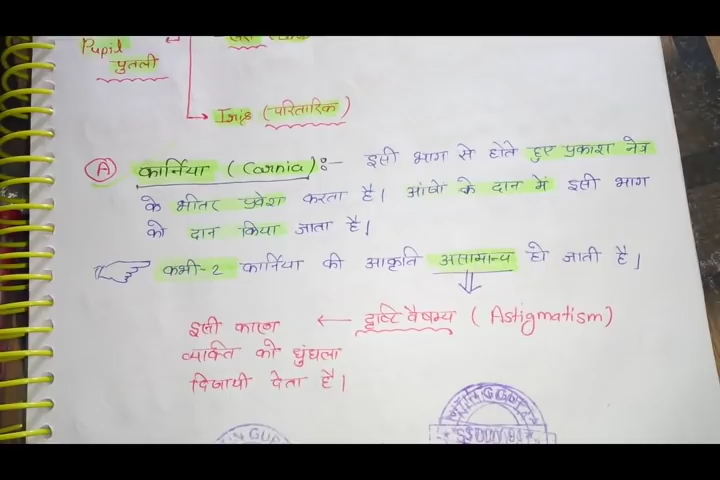 Pupil
पुतली
Iris (परितारिक)
(A) कार्निया (Carnia) :- इसी भाग से होते हुए प्रकाश नेत्र
के भीतर प्रवेश करता है। आंखों के दान में इसी भाग
को दान किया जाता है।
कभी-2 कार्निया की आकृति असामान्य हो जाती है।
दृष्टि वैषम्य (Astigmatism)
इसी कारण
व्यक्ति को धुंधला
दिखायी देता है।